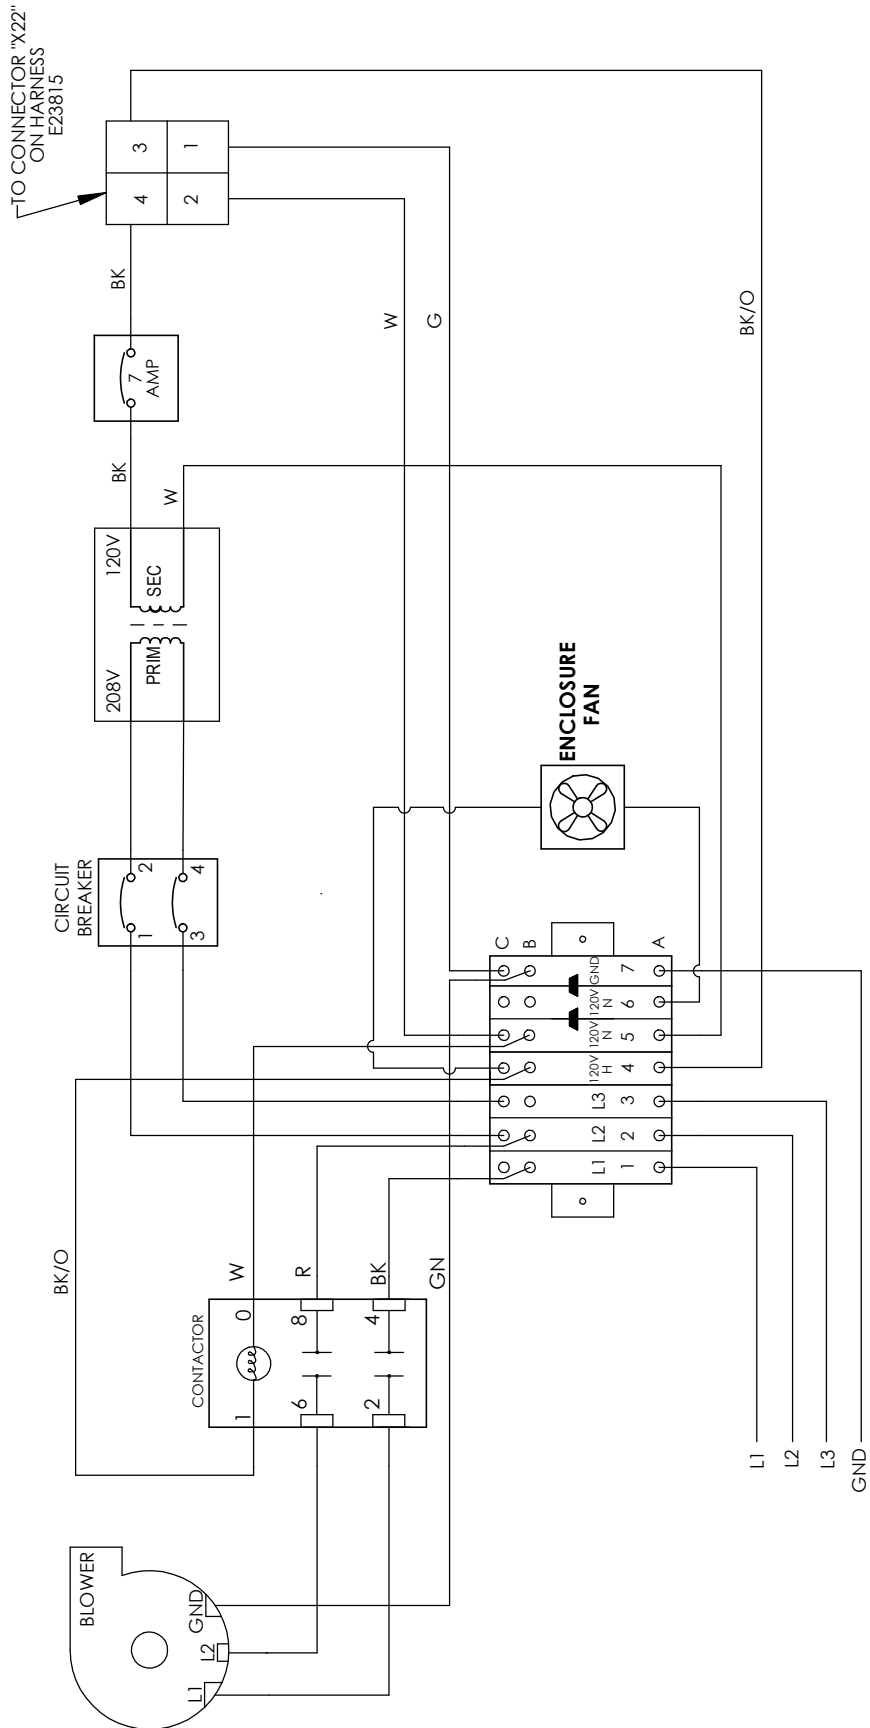 TO CONNECTOR "X22"
ON HARNESS
E23815
3
1
4
2
BK
7
AMP
BK
W
W
G
BK/O
120V
SEC
208V
PRIM
CIRCUIT
BREAKER
2
4
1
3
ENCLOSURE
FAN
C
B
A
GND
7
120V
N
6
120V
N
5
120V
H
4
L3
3
L2
2
L1
1
BK/O
W
R
BK
GN
CONTACTOR
0
8
4
1
6
2
BLOWER
GND
L2
L1
L1
L2
L3
GND